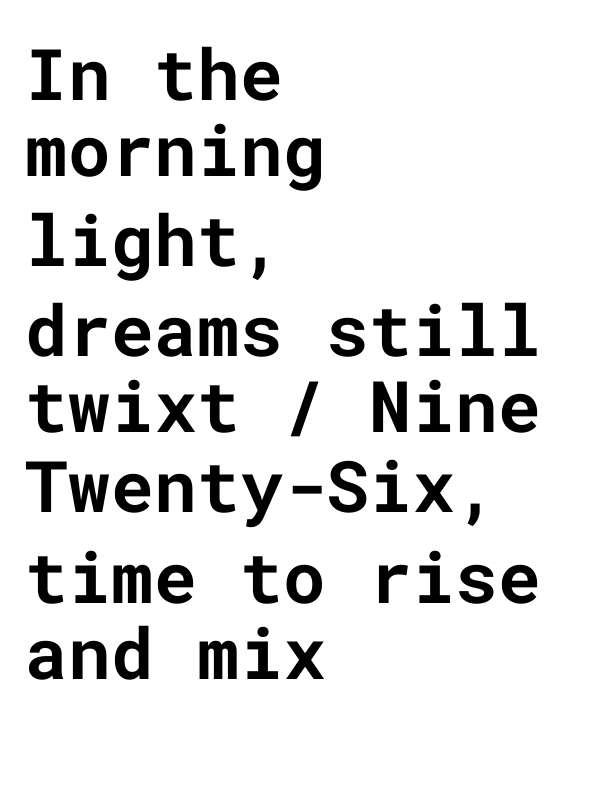 In the
morning
light,
dreams still
twixt / Nine
Twenty-Six,
time to rise
and mix